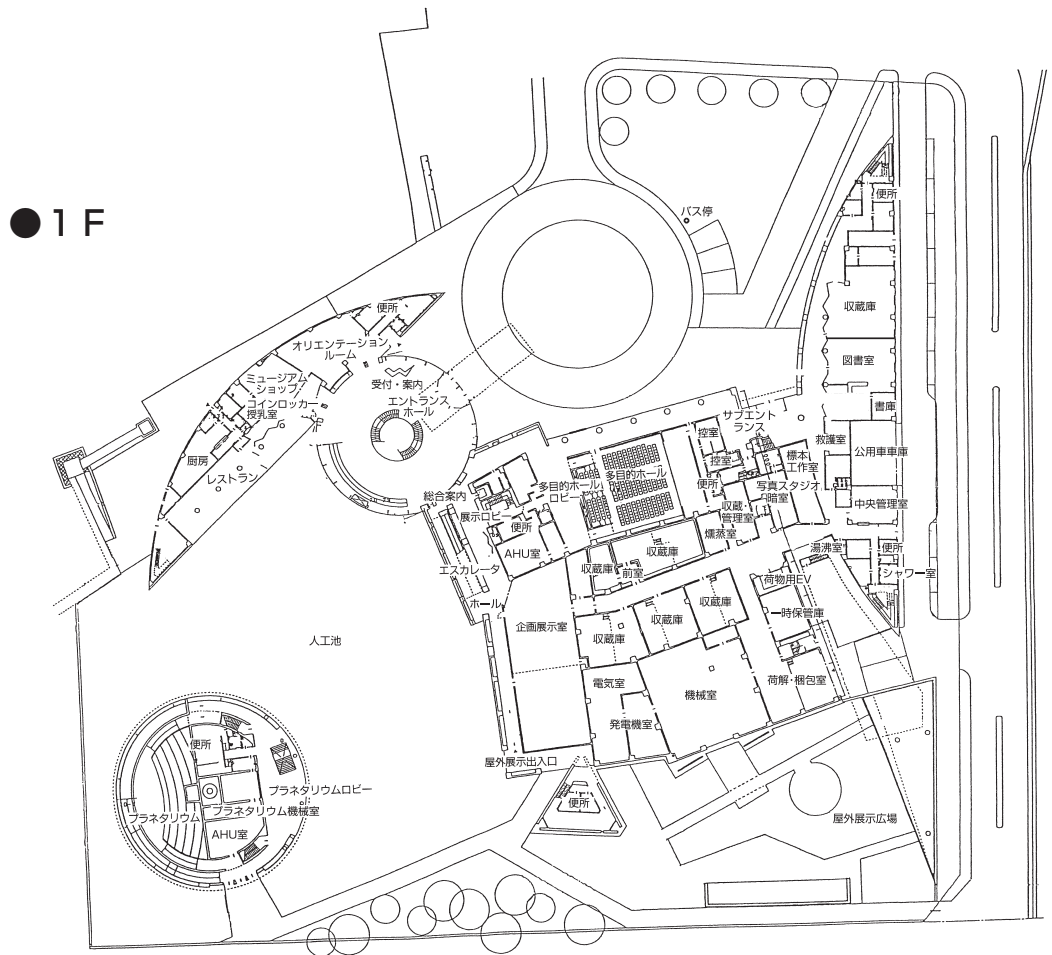 ●1F
バス停
便所
便所
オリエンテーション
ルーム
収蔵庫
図書室
ミュージアム
ショップ
コインロッカー
授乳室
受付・案内
エントランス
ホール
書庫
サブエント
ランス
控室
控室
救護室
標本
工作室
公用車車庫
厨房
レストラン
多目的ホール
多目的ホール
ロビー
便所
写真スタジオ
暗室
総合案内
展示ロビー
便所
収蔵・
管理室
中央管理室
燻蒸室
AHU室
収蔵庫
湯沸室
便所
エスカレータ
収蔵庫
前室
荷物用EV
シャワー室
ホール
企画展示室
収蔵庫
収蔵庫
収蔵庫
一時保管庫
人工池
電気室
機械室
荷解・梱包室
発電機室
便所
屋外展示出入口
プラネタリウムロビー
便所
プラネタリウム
プラネタリウム機械室
屋外展示広場
AHU室